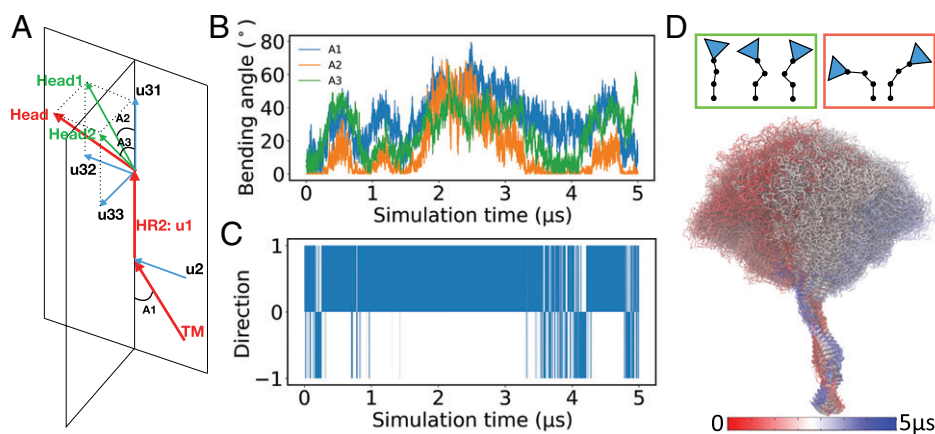 A
Head1
Head
Head2
u31
A2
A3
u32
u33
HR2: u1
u2
A1
TM
B
Bending angle (°)
80
60
40
20
0
A1
A2
A3
0 1 2 3 4 5
Simulation time (µs)
C
Direction
1
0
−1
0 1 2 3 4 5
Simulation time (µs)
D
0 5µs